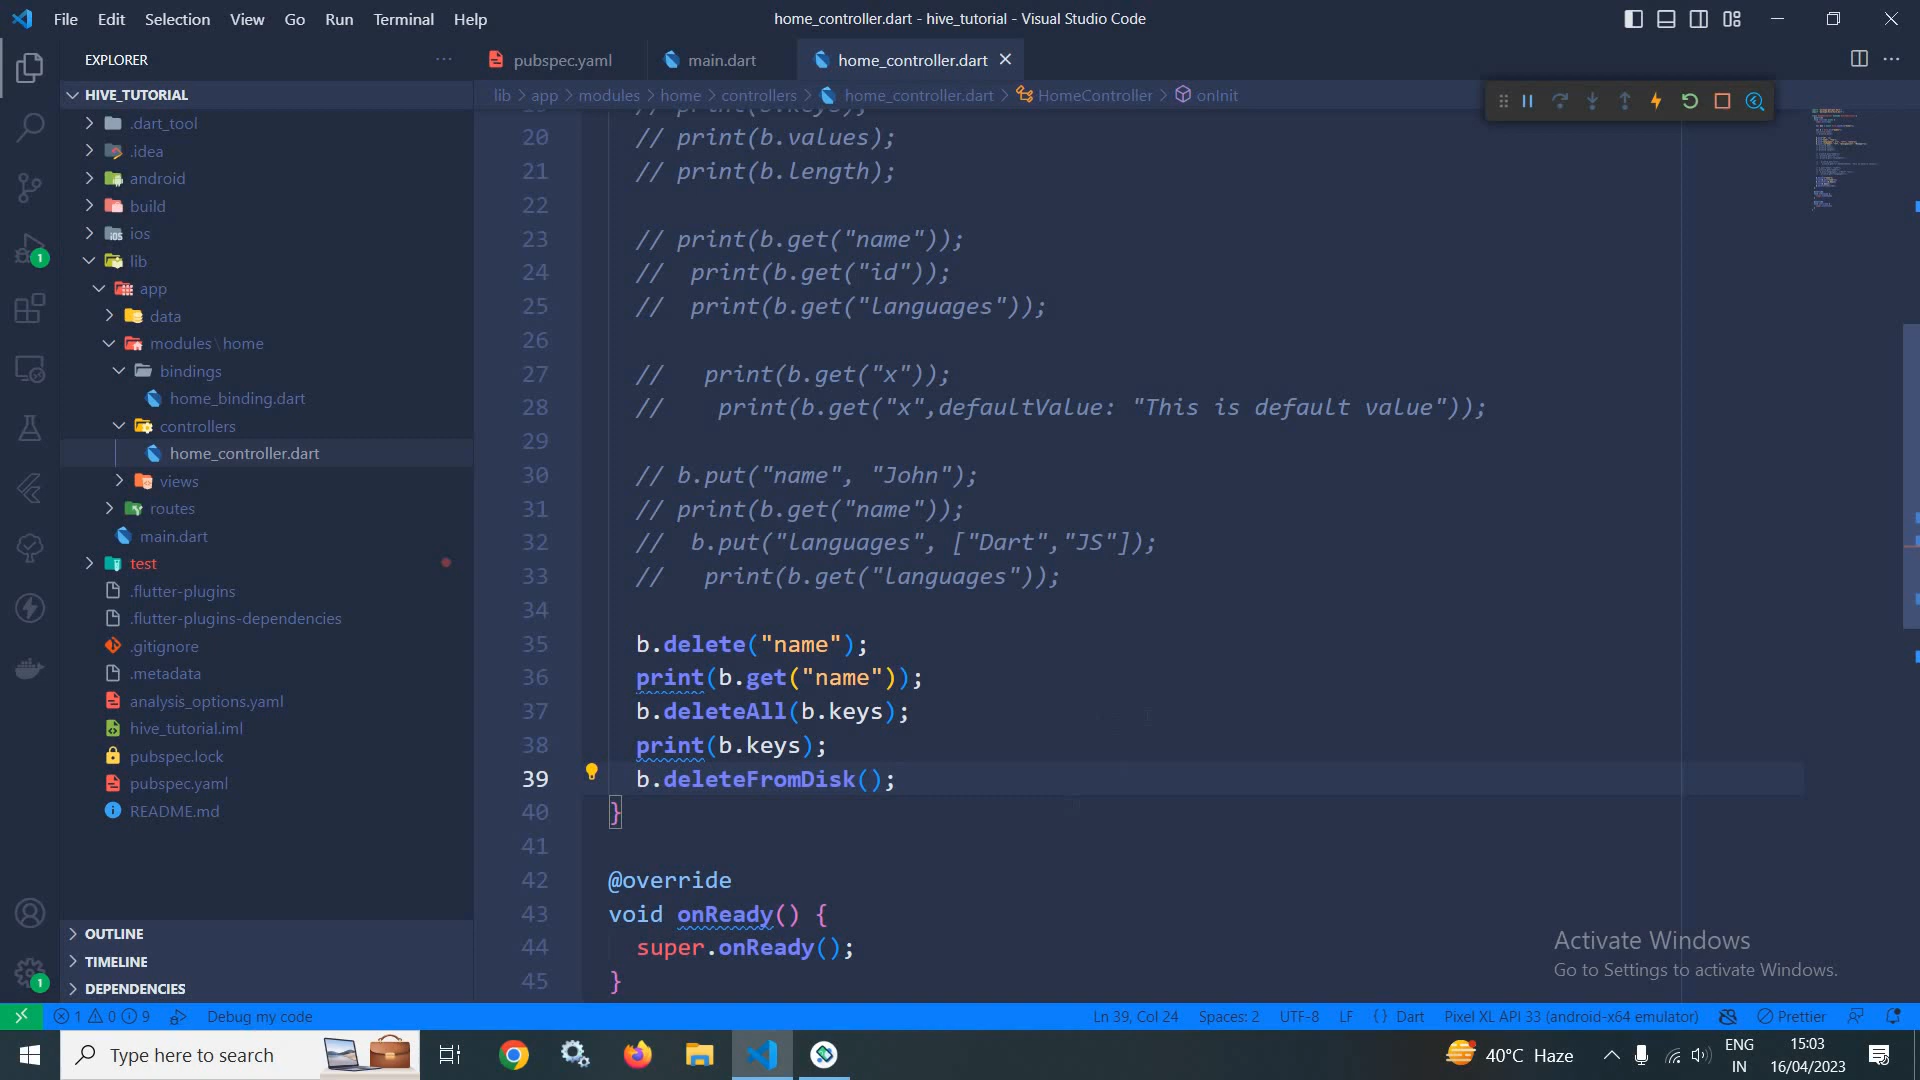 File Edit Selection View Go Run Terminal Help
home_controller.dart - hive_tutorial - Visual Studio Code
EXPLORER
HIVE_TUTORIAL
.dart_tool
.idea
android
build
ios
lib
app
data
modules \ home
bindings
home_binding.dart
controllers
home_controller.dart
views
routes
main.dart
test
.flutter-plugins
.flutter-plugins-dependencies
.gitignore
.metadata
analysis_options.yaml
hive_tutorial.iml
pubspec.lock
pubspec.yaml
README.md
OUTLINE
TIMELINE
DEPENDENCIES
pubspec.yaml main.dart home_controller.dart
lib > app > modules > home > controllers > home_controller.dart > HomeController > onInit
19 // print(b.keys);
20 // print(b.values);
21 // print(b.length);
22
23 // print(b.get("name"));
24 //  print(b.get("id"));
25 //  print(b.get("languages"));
26
27 //   print(b.get("x"));
28 //    print(b.get("x",defaultValue: "This is default value"));
29
30 // b.put("name", "John");
31 // print(b.get("name"));
32 //  b.put("languages", ["Dart","JS"]);
33 //   print(b.get("languages"));
34
35 b.delete("name");
36 print(b.get("name"));
37 b.deleteAll(b.keys);
38 print(b.keys);
39 b.deleteFromDisk();
40 }
41
42 @override
43 void onReady() {
44 super.onReady();
45 }
Activate Windows
Go to Settings to activate Windows.
1
1
1 0 9 Debug my code Ln 39, Col 24 Spaces: 2 UTF-8 LF {} Dart Pixel XL API 33 (android-x64 emulator) Prettier
Type here to search
40°C Haze
ENG
IN
15:03
16/04/2023